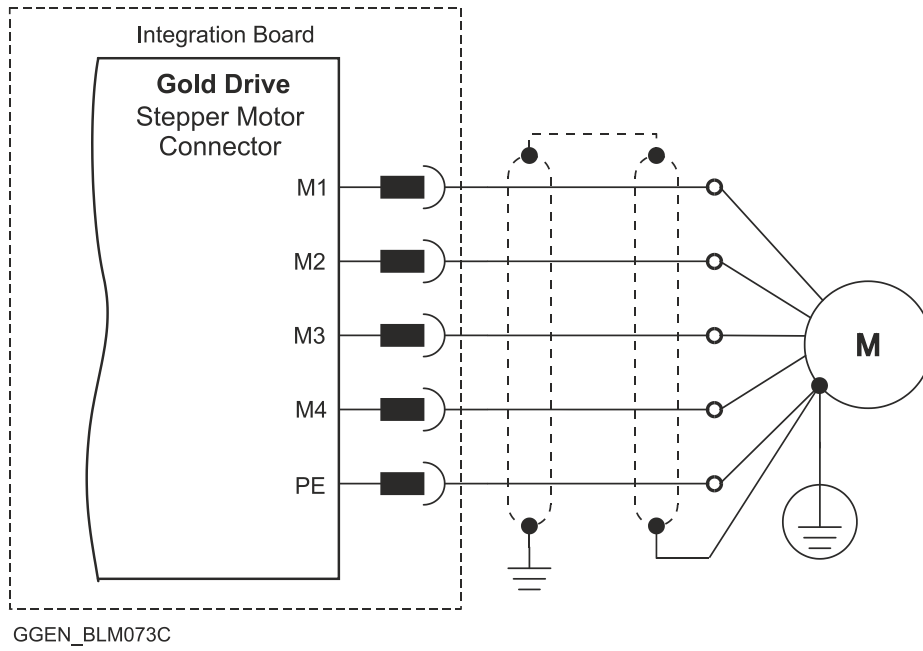 Integration Board
Gold Drive
Stepper Motor
Connector
M1
M2
M3
M4
PE
M
GGEN_BLM073C